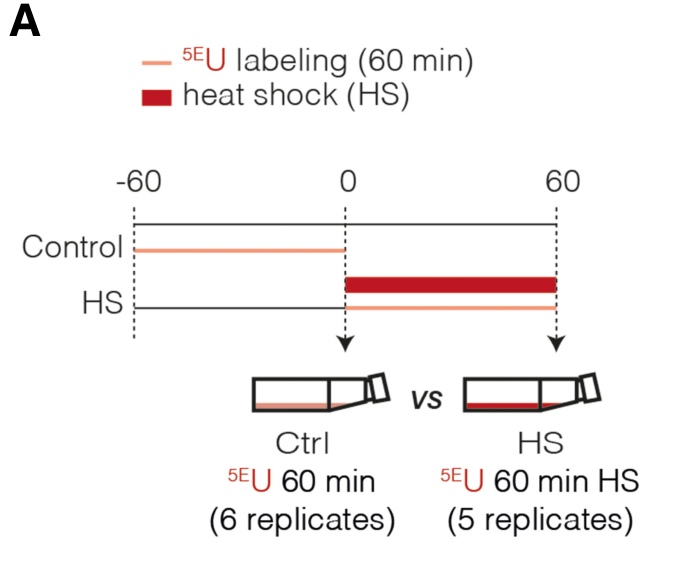 A
5EU labeling (60 min)
heat shock (HS)
-60 0 60
Control
HS
vs
Ctrl HS
5EU 60 min 5EU 60 min HS
(6 replicates) (5 replicates)